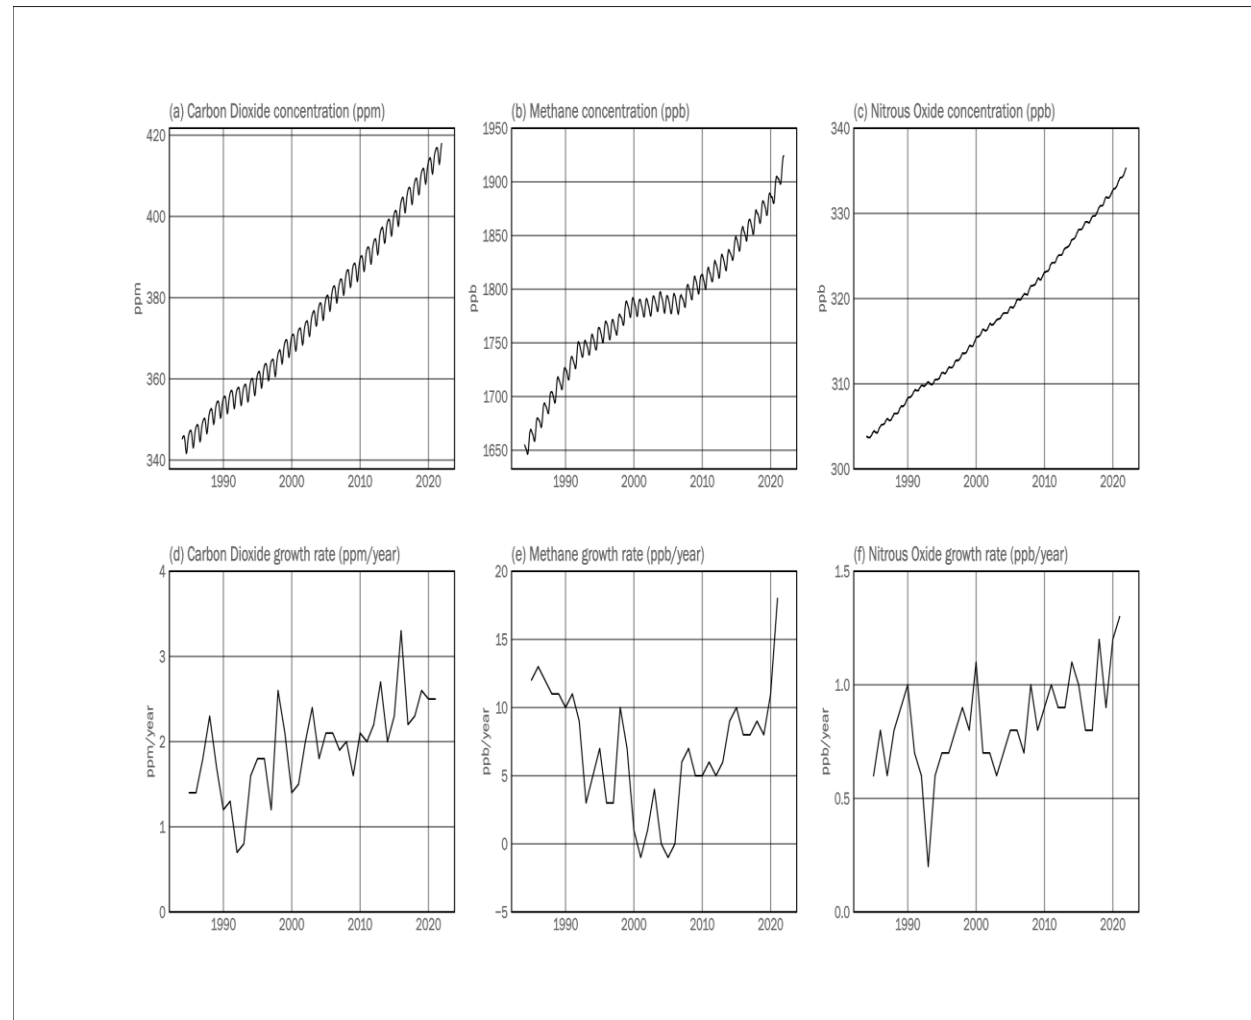 (a) Carbon Dioxide concentration (ppm)
420
400
380
360
340
ppm
1990 2000 2010 2020
(b) Methane concentration (ppb)
1950
1900
1850
1800
1750
1700
1650
ppb
1990 2000 2010 2020
(c) Nitrous Oxide concentration (ppb)
340
330
320
310
300
ppb
1990 2000 2010 2020
(d) Carbon Dioxide growth rate (ppm/year)
4
3
2
1
0
ppm/year
1990 2000 2010 2020
(e) Methane growth rate (ppb/year)
20
15
10
5
0
−5
ppb/year
1990 2000 2010 2020
(f) Nitrous Oxide growth rate (ppb/year)
1.5
1.0
0.5
0.0
ppb/year
1990 2000 2010 2020